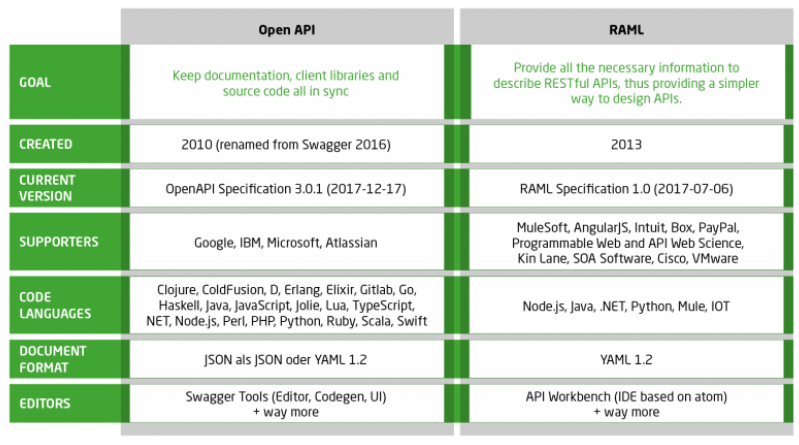 Open API
RAML
GOAL
Keep documentation, client libraries and
source code all in sync
Provide all the necessary information to
describe RESTful APIs, thus providing a simpler
way to design APIs.
CREATED
2010 (renamed from Swagger 2016)
2013
CURRENT
VERSION
OpenAPI Specification 3.0.1 (2017-12-17)
RAML Specification 1.0 (2017-07-06)
SUPPORTERS
Google, IBM, Microsoft, Atlassian
MuleSoft, AngularJS, Intuit, Box, PayPal,
Programmable Web and API Web Science,
Kin Lane, SOA Software, Cisco, VMware
CODE
LANGUAGES
Clojure, ColdFusion, D, Erlang, Elixir, Gitlab, Go,
Haskell, Java, JavaScript, Jolie, Lua, TypeScript,
NET, Node.js, Perl, PHP, Python, Ruby, Scala, Swift
Node.js, Java, .NET, Python, Mule, IOT
DOCUMENT
FORMAT
JSON als JSON oder YAML 1.2
YAML 1.2
EDITORS
Swagger Tools (Editor, Codegen, UI)
+ way more
API Workbench (IDE based on atom)
+ way more